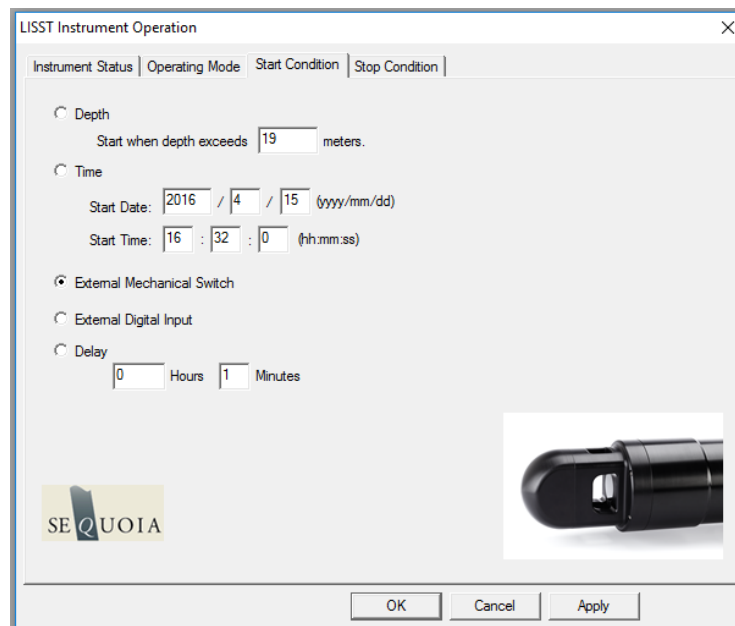 LISST Instrument Operation
Instrument Status Operating Mode Start Condition Stop Condition
Depth
Start when depth exceeds 19 meters.
Time
Start Date: 2016 / 4 / 15 (yyyy/mm/dd)
Start Time: 16 : 32 : 0 (hh:mm:ss)
External Mechanical Switch
External Digital Input
Delay
0 Hours 1 Minutes
SEQUOIA
OK Cancel Apply